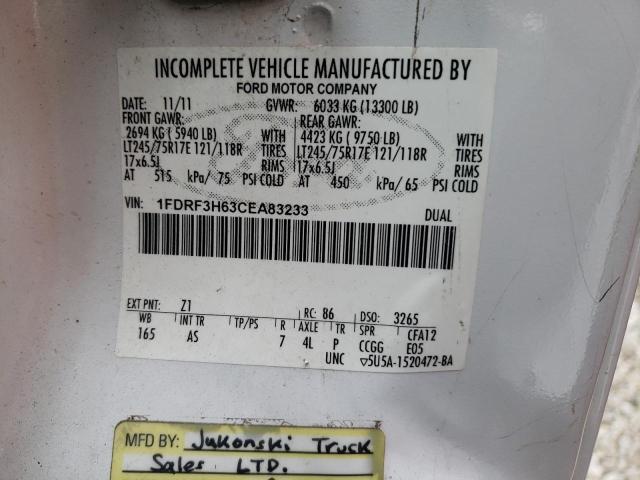 INCOMPLETE VEHICLE MANUFACTURED BY
FORD MOTOR COMPANY
DATE: 11/11 GVWR: 6033 KG (13300 LB)
FRONT GAWR: REAR GAWR:
2694 KG (5940 LB) WITH 4423 KG (9750 LB) WITH
LT245/75R17E 121/118R TIRES LT245/75R17E 121/118R TIRES
17x6.5J RIMS 17x6.5J RIMS
AT 515 kPa/ 75 PSI COLD AT 450 kPa/ 65 PSI COLD
VIN: 1FDRF3H63CEA83233 DUAL
EXT PNT: Z1 RC: 86 DSO: 3265
WB INT TR TP/PS R AXLE TR SPR CFA12
165 AS 7 4L P CCGG E05
UNC 5U5A-1520472-BA
MFD BY: Jukonski Truck
Sales LTD.